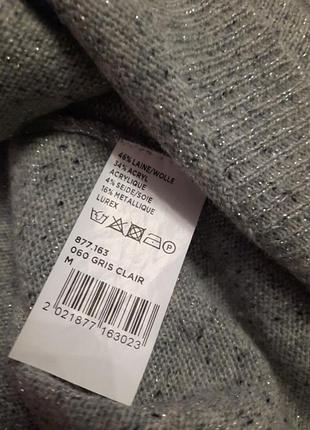 46% LAINE/WOLLE
34% ACRYL
ACRYLIQUE
4% SEIDE/SOIE
16% METALLIQUE
LUREX
P
877.163
060 GRIS CLAIR
M
2 021877 163023